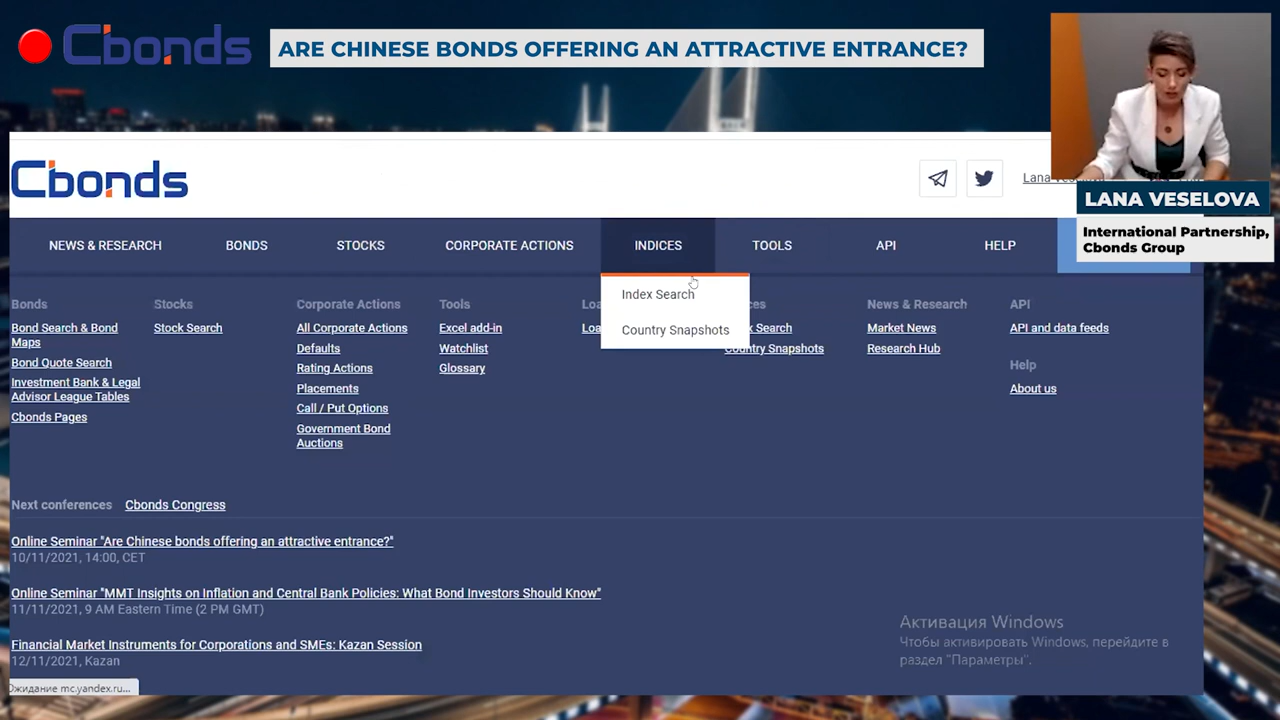 Cbonds
ARE CHINESE BONDS OFFERING AN ATTRACTIVE ENTRANCE?
Cbonds
Lana
LANA VESELOVA
International Partnership,
Cbonds Group
NEWS & RESEARCH BONDS STOCKS CORPORATE ACTIONS INDICES TOOLS API HELP
Index Search
Country Snapshots
Bonds
Bond Search & Bond
Maps
Bond Quote Search
Investment Bank & Legal
Advisor League Tables
Cbonds Pages
Stocks
Stock Search
Corporate Actions
All Corporate Actions
Defaults
Rating Actions
Placements
Call / Put Options
Government Bond
Auctions
Tools
Excel add-in
Watchlist
Glossary
Search
Country Snapshots
News & Research
Market News
Research Hub
API
API and data feeds
Help
About us
Next conferences Cbonds Congress
Online Seminar "Are Chinese bonds offering an attractive entrance?"
10/11/2021, 14:00, CET
Online Seminar "MMT Insights on Inflation and Central Bank Policies: What Bond Investors Should Know"
11/11/2021, 9 AM Eastern Time (2 PM GMT)
Financial Market Instruments for Corporations and SMEs: Kazan Session
12/11/2021, Kazan
Активация Windows
Чтобы активировать Windows, перейдите в
раздел "Параметры".
Ожидание mc.yandex.ru...